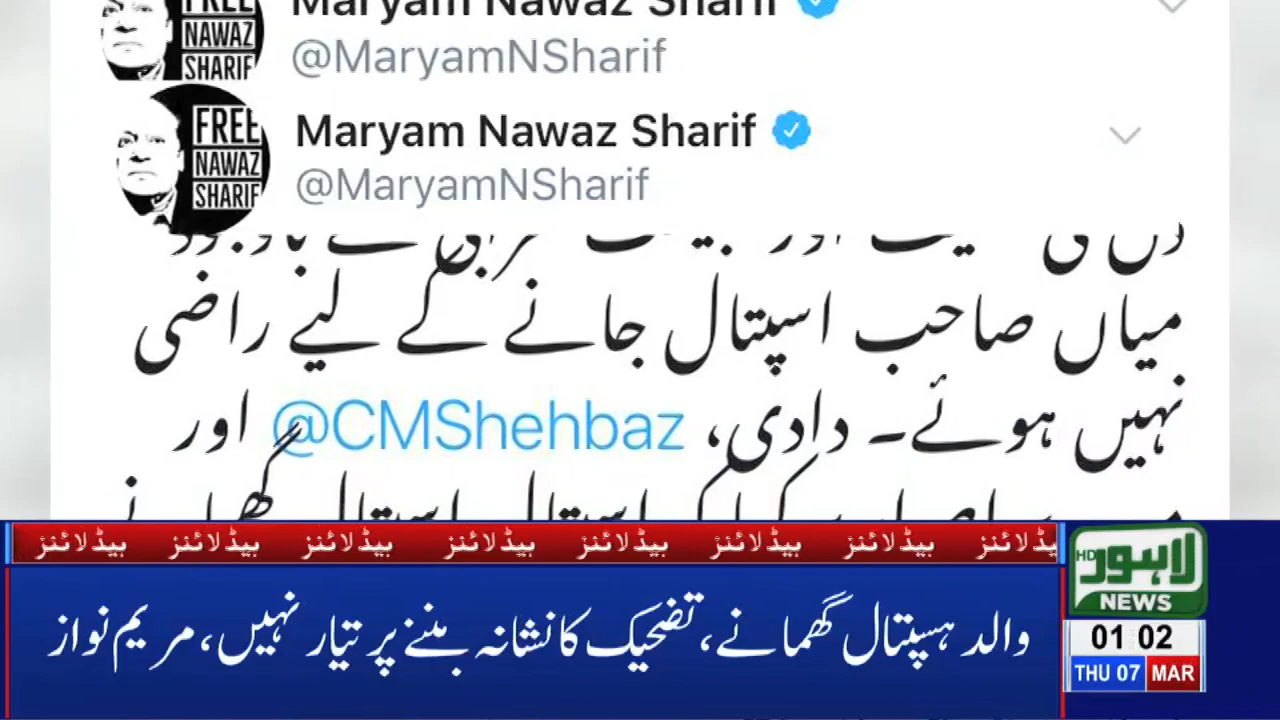 Maryam Nawaz Sharif
@MaryamNSharif
FREE
NAWAZ
SHARIF
Maryam Nawaz Sharif
@MaryamNSharif
FREE
NAWAZ
SHARIF
میاں صاحب اسپتال جانے کے لیے راضی
نہیں ہوئے۔ دادی، @CMShehbaz اور
ہیڈلائنز ہیڈلائنز ہیڈلائنز ہیڈلائنز ہیڈلائنز ہیڈلائنز ہیڈلائنز ہیڈلائنز
والد ہسپتال گھمانے، تضحیک کا نشانہ بننے پر تیار نہیں، مریم نواز
HD لاہور
NEWS
01 02
THU 07 MAR